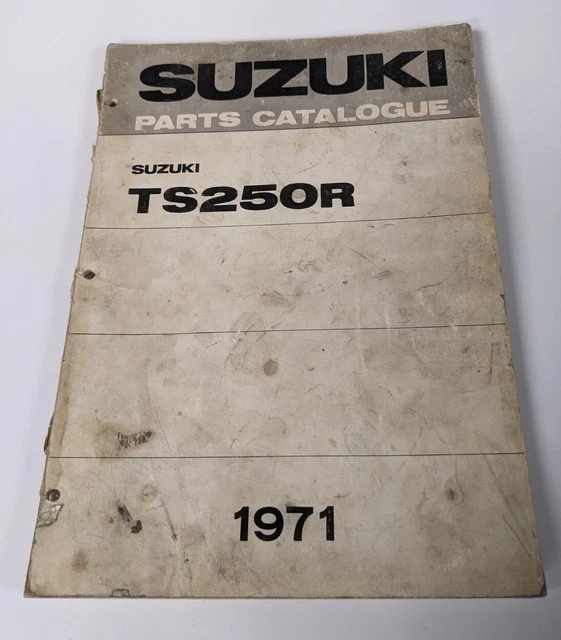 SUZUKI
PARTS CATALOGUE
SUZUKI
TS250R
1971